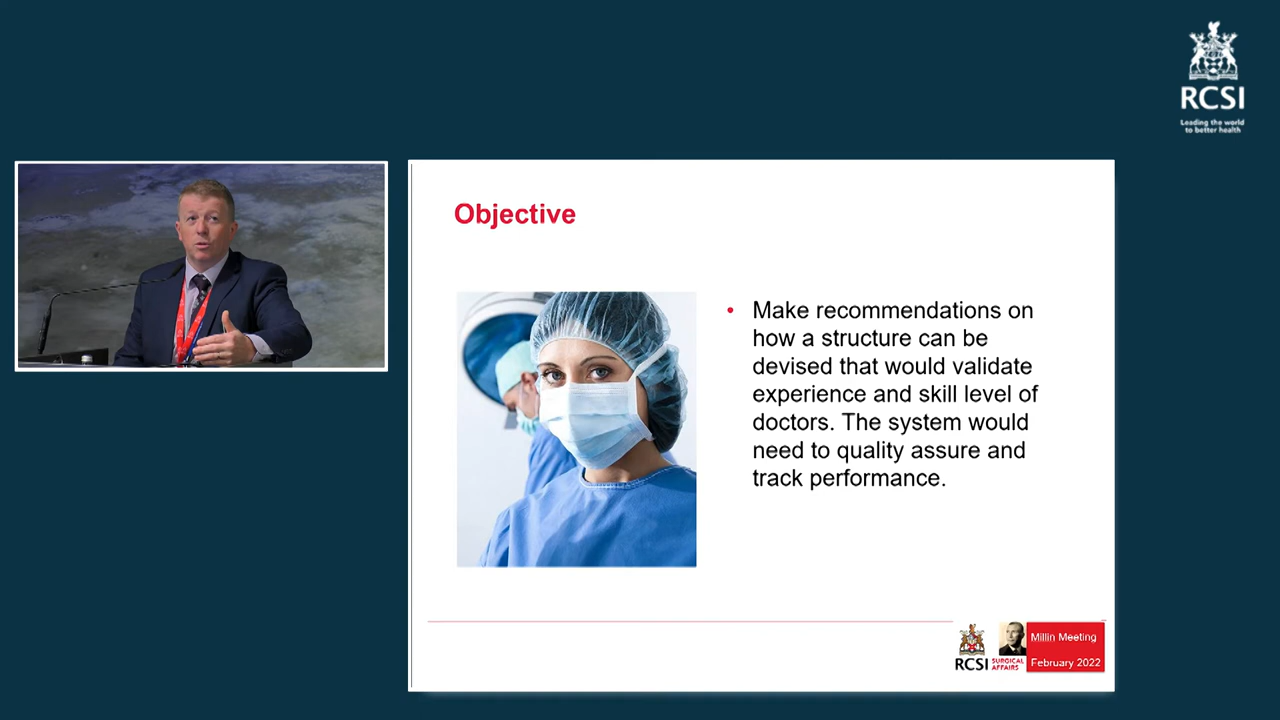 RCSI
Leading the world
to better health
Objective
• Make recommendations on
how a structure can be
devised that would validate
experience and skill level of
doctors. The system would
need to quality assure and
track performance.
RCSI
SURGICAL
AFFAIRS
Millin Meeting
February 2022